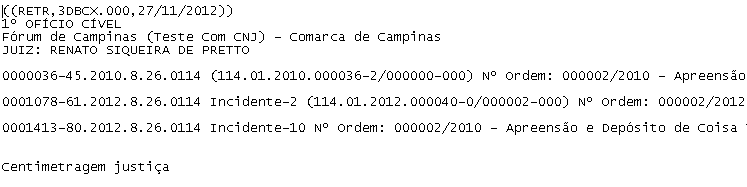 ((RETR,3DBCX.000,27/11/2012))
1º OFÍCIO CÍVEL
Fórum de Campinas (Teste Com CNJ) - Comarca de Campinas
JUIZ: RENATO SIQUEIRA DE PRETTO
0000036-45.2010.8.26.0114 (114.01.2010.000036-2/000000-000) Nº Ordem: 000002/2010 - Apreensão
0001078-61.2012.8.26.0114 Incidente-2 (114.01.2012.000040-0/000002-000) Nº Ordem: 000002/2012
0001413-80.2012.8.26.0114 Incidente-10 Nº Ordem: 000002/2010 - Apreensão e Depósito de Coisa
Centimetragem justiça